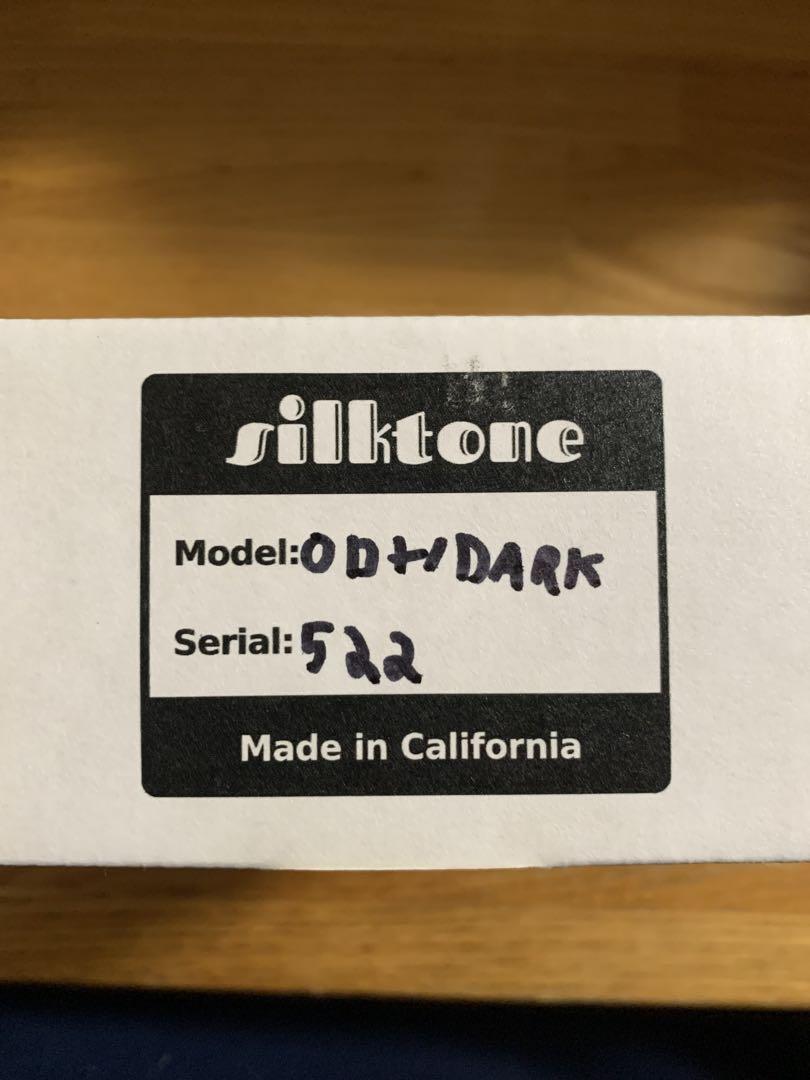 silktone
Model: OD+/DARK
Serial: 522
Made in California